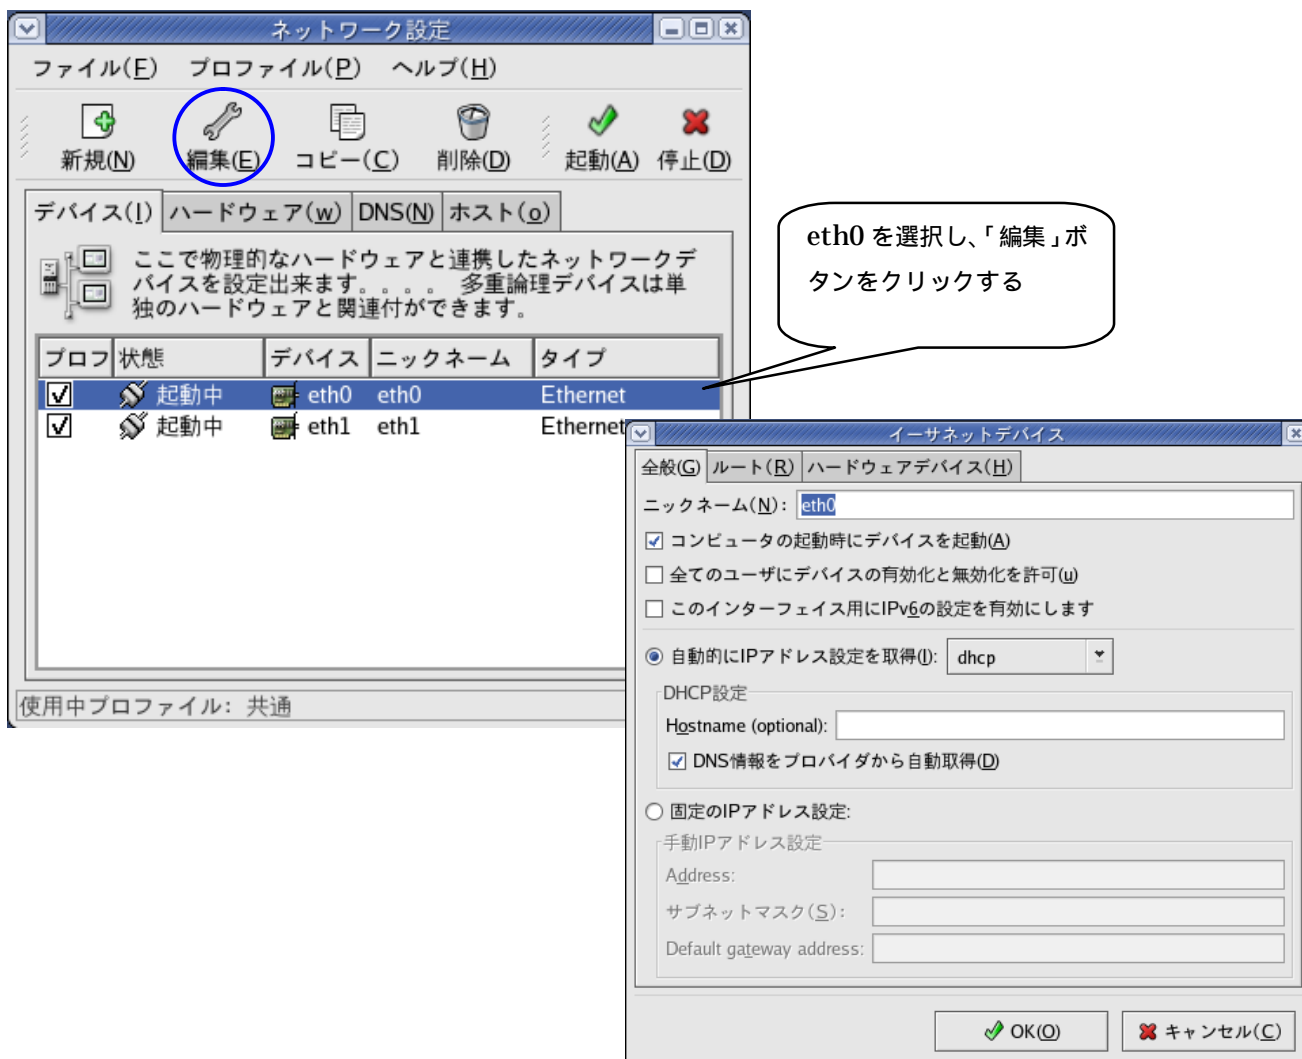 ネットワーク設定
ファイル(F) プロファイル(P) ヘルプ(H)
新規(N) 編集(E) コピー(C) 削除(D) 起動(A) 停止(D)
デバイス(I) ハードウェア(w) DNS(N) ホスト(o)
ここで物理的なハードウェアと連携したネットワークデ
バイスを設定出来ます。。。。 多重論理デバイスは単
独のハードウェアと関連付ができます。
プロフ 状態 デバイス ニックネーム タイプ
起動中 eth0 eth0 Ethernet
起動中 eth1 eth1 Ethernet
使用中プロファイル: 共通
eth0 を選択し、「編集」ボ
タンをクリックする
イーサネットデバイス
全般(G) ルート(R) ハードウェアデバイス(H)
ニックネーム(N): eth0
コンピュータの起動時にデバイスを起動(A)
全てのユーザにデバイスの有効化と無効化を許可(u)
このインターフェイス用にIPv6の設定を有効にします
自動的にIPアドレス設定を取得(I): dhcp
DHCP設定
Hostname (optional):
DNS情報をプロバイダから自動取得(D)
固定のIPアドレス設定:
手動IPアドレス設定
Address:
サブネットマスク(S):
Default gateway address:
OK(O) キャンセル(C)